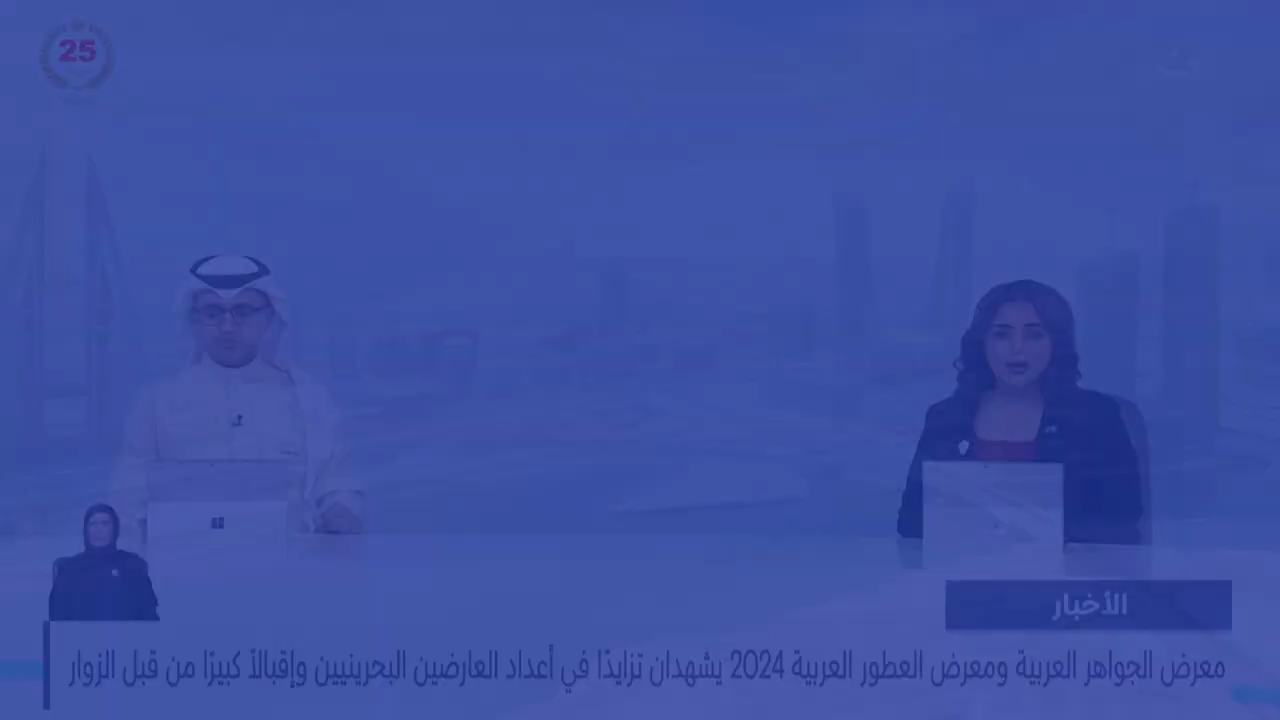 25
الأخبار
معرض الجواهر العربية ومعرض العطور العربية 2024 يشهدان تزايدًا في أعداد العارضين البحرينيين وإقبالاً كبيرًا من قبل الزوار